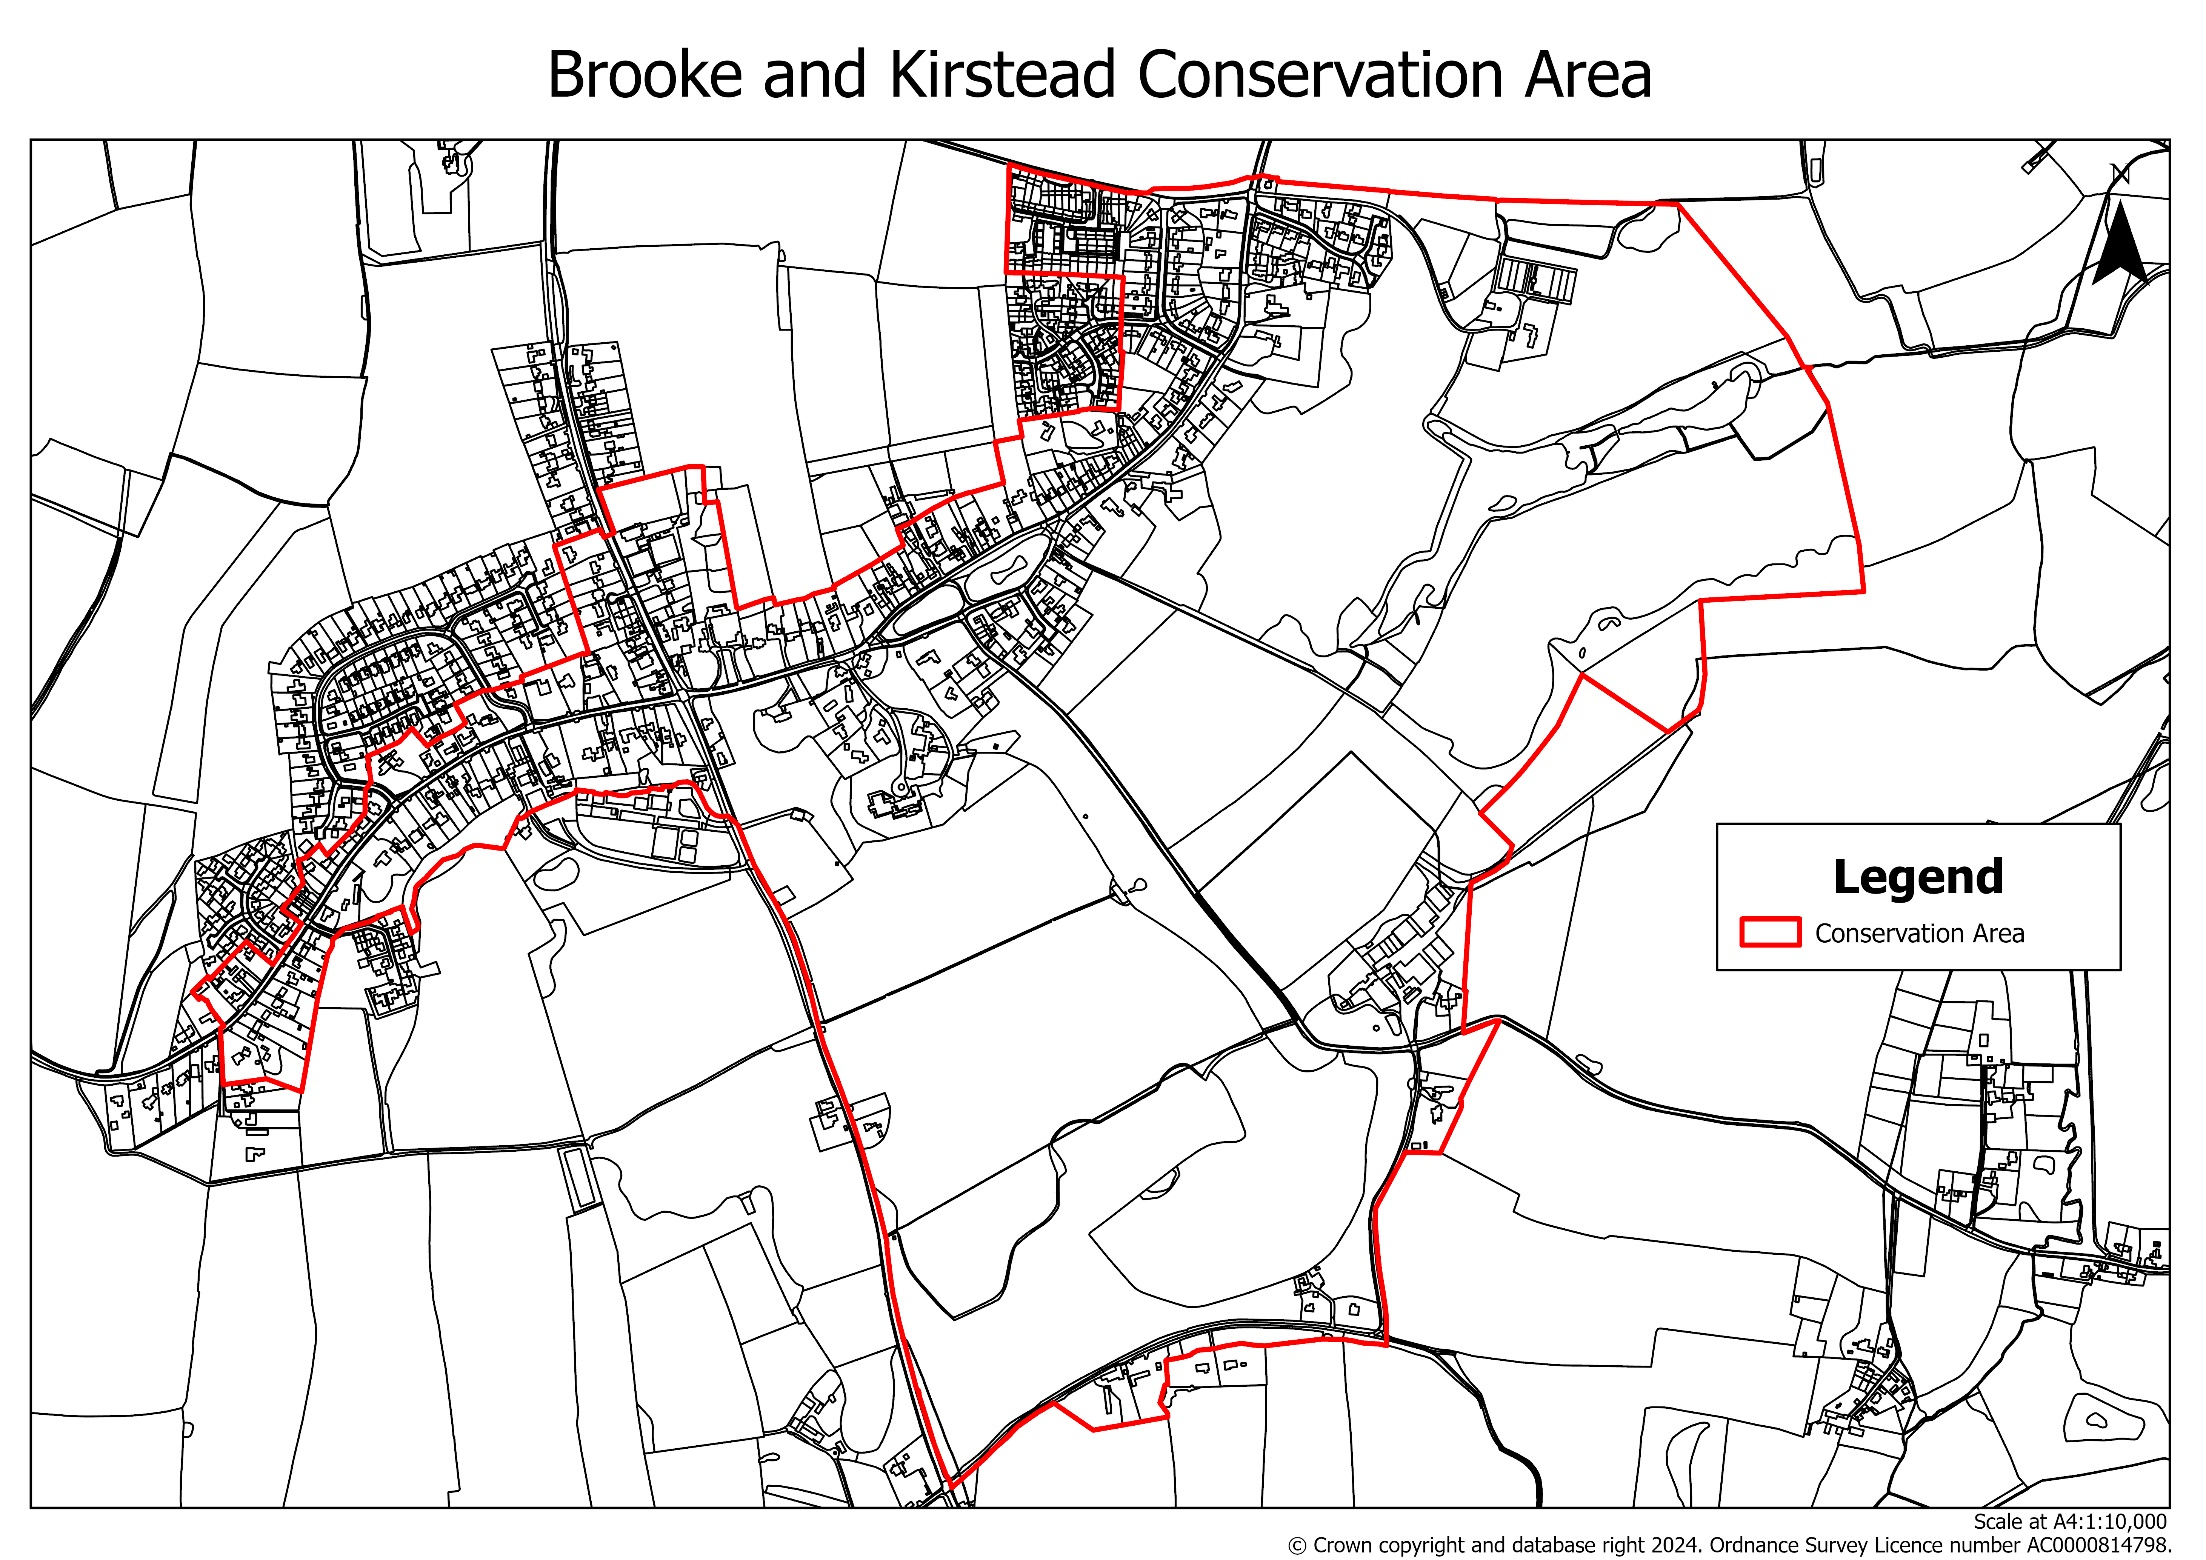 Brooke and Kirstead Conservation Area
N
Legend
Conservation Area
Scale at A4:1:10,000
© Crown copyright and database right 2024. Ordnance Survey Licence number AC0000814798.